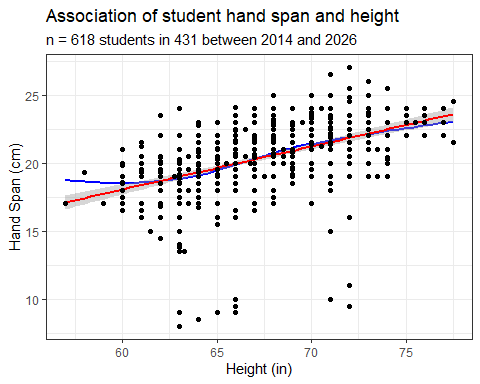 Association of student hand span and height
n = 618 students in 431 between 2014 and 2026
25
20
15
10
Hand Span (cm)
60
65
70
75
Height (in)